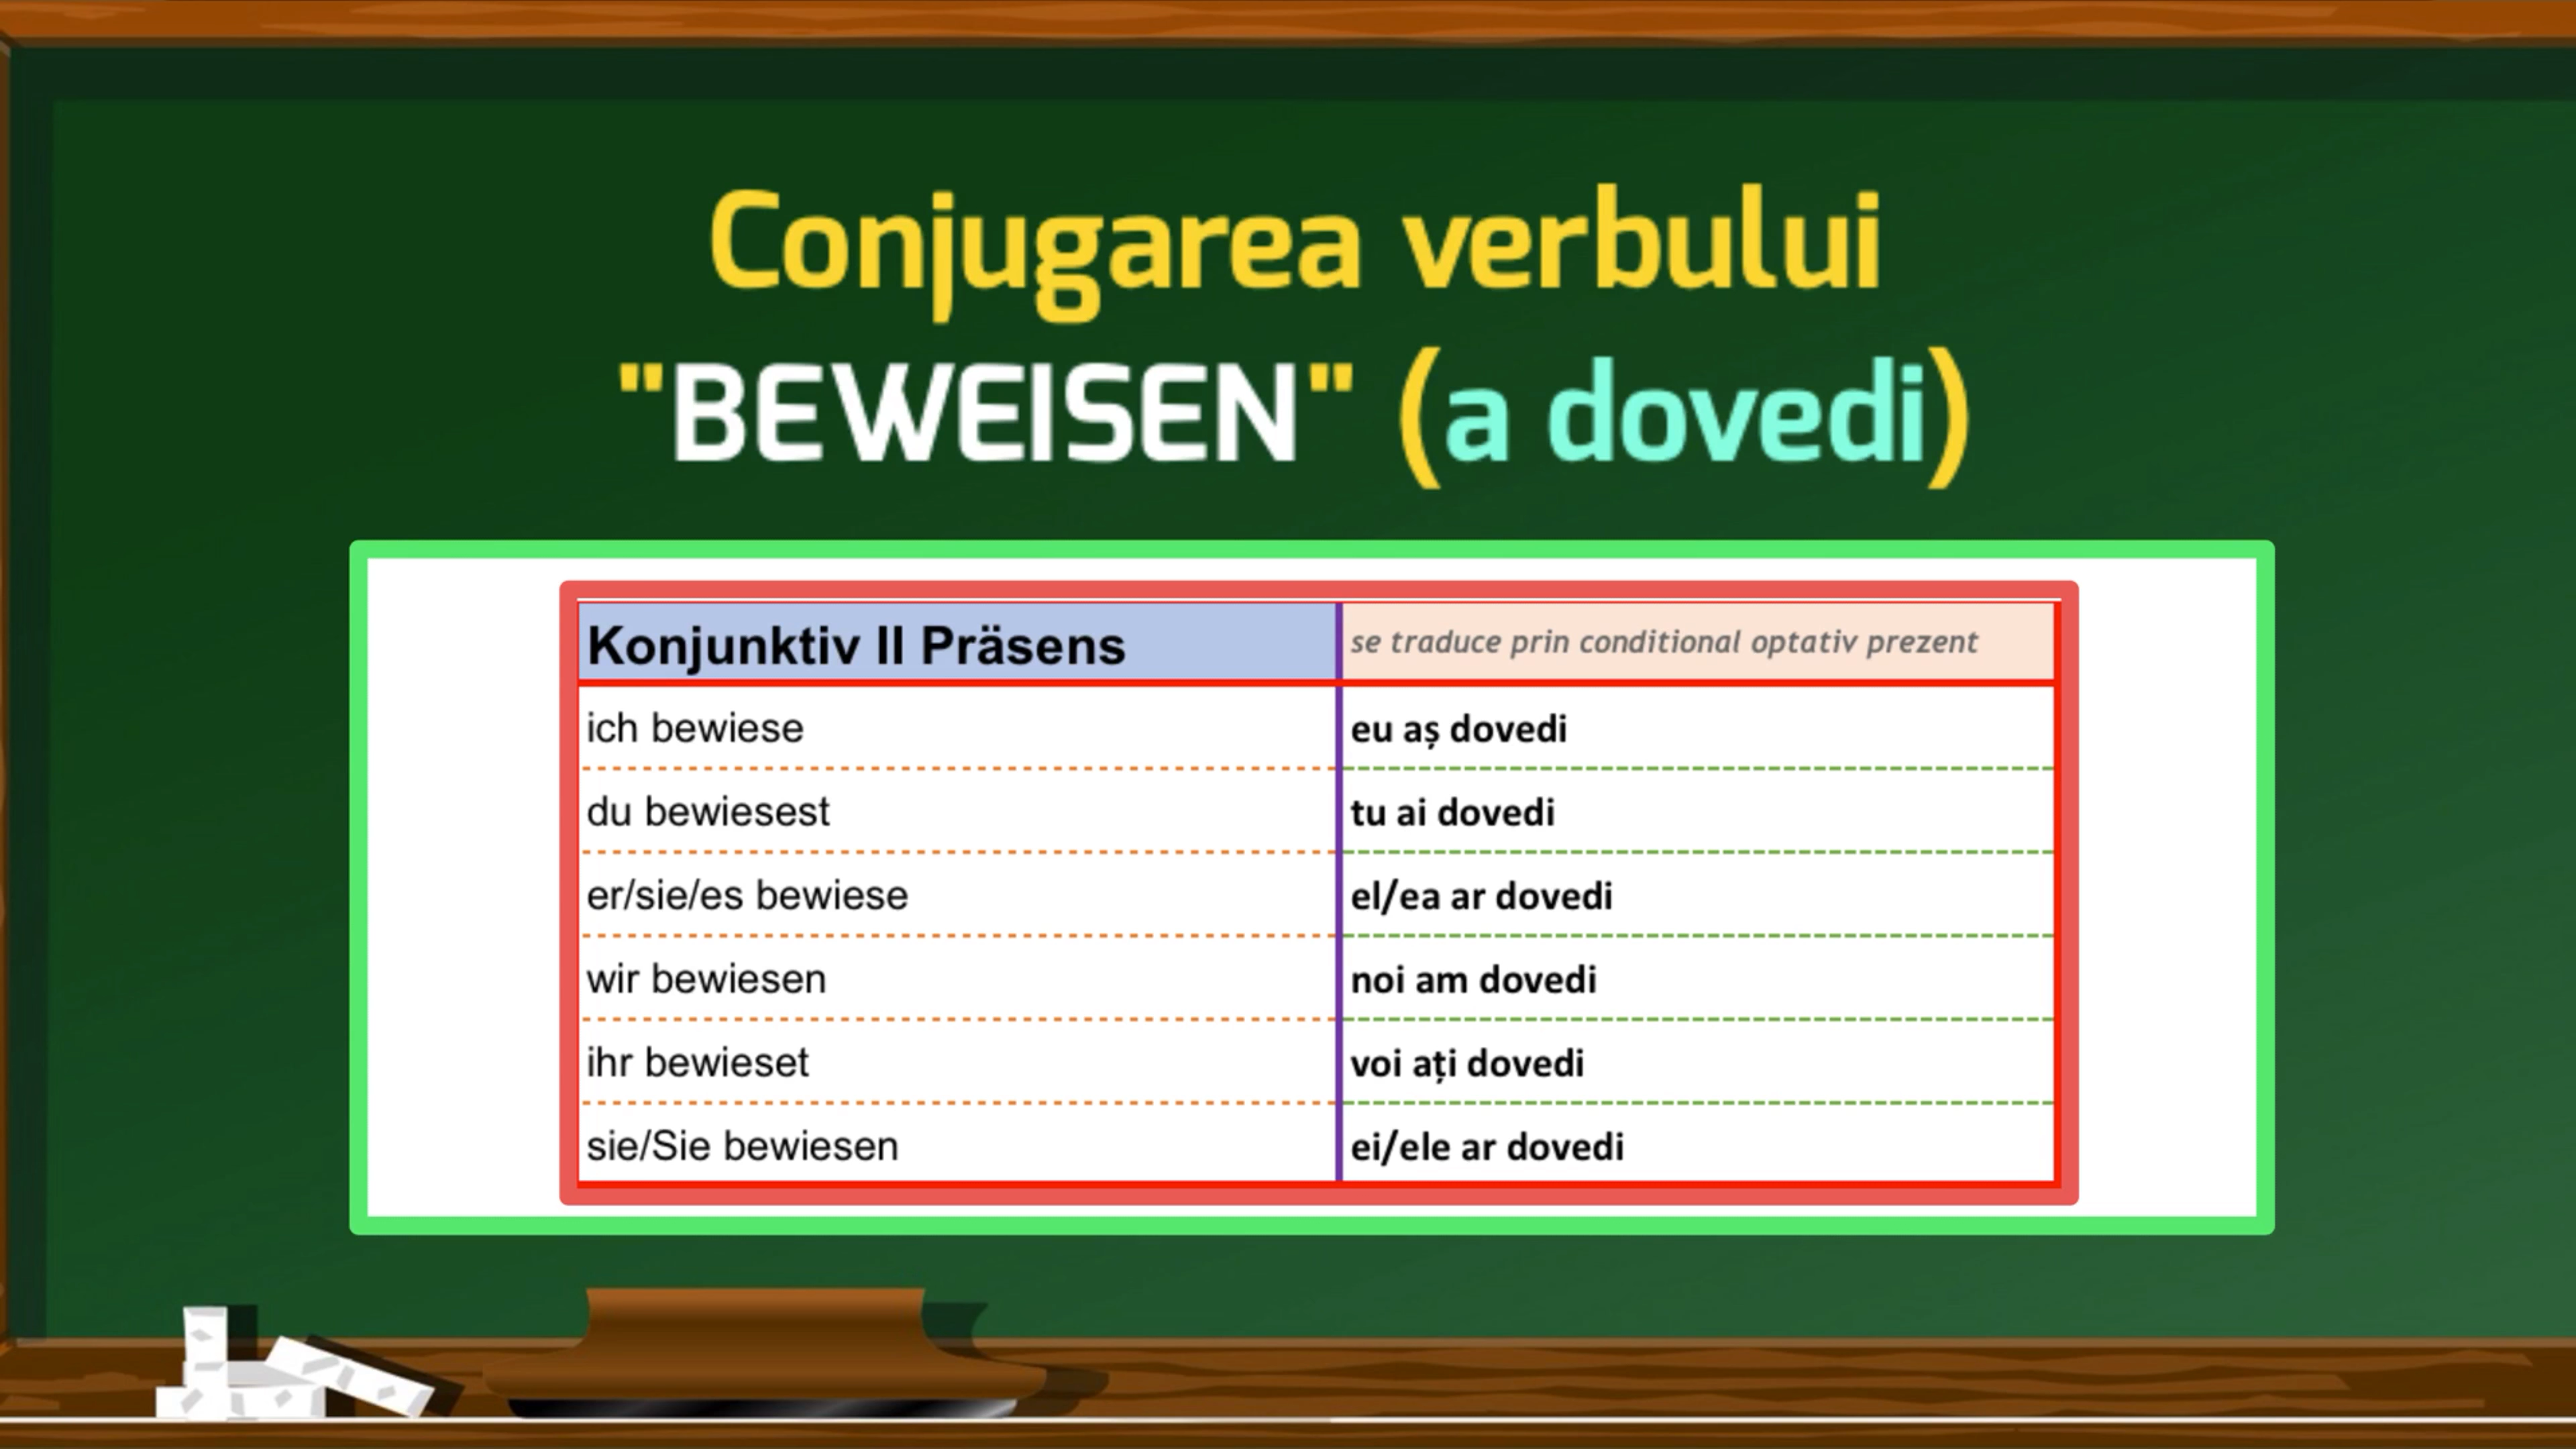 Conjugarea verbului
"BEWEISEN" (a dovedi)
Konjunktiv II Präsens se traduce prin conditional optativ prezent
ich bewiese eu aș dovedi
du bewiesest tu ai dovedi
er/sie/es bewiese el/ea ar dovedi
wir bewiesen noi am dovedi
ihr bewieset voi ați dovedi
sie/Sie bewiesen ei/ele ar dovedi